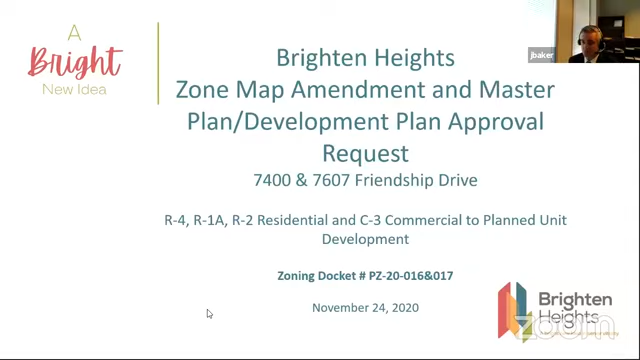 A
Bright
New Idea
jbaker
Brighten Heights
Zone Map Amendment and Master
Plan/Development Plan Approval
Request
7400 & 7607 Friendship Drive
R-4, R-1A, R-2 Residential and C-3 Commercial to Planned Unit
Development
Zoning Docket # PZ-20-016&017
November 24, 2020
Brighten
Heights
zoom